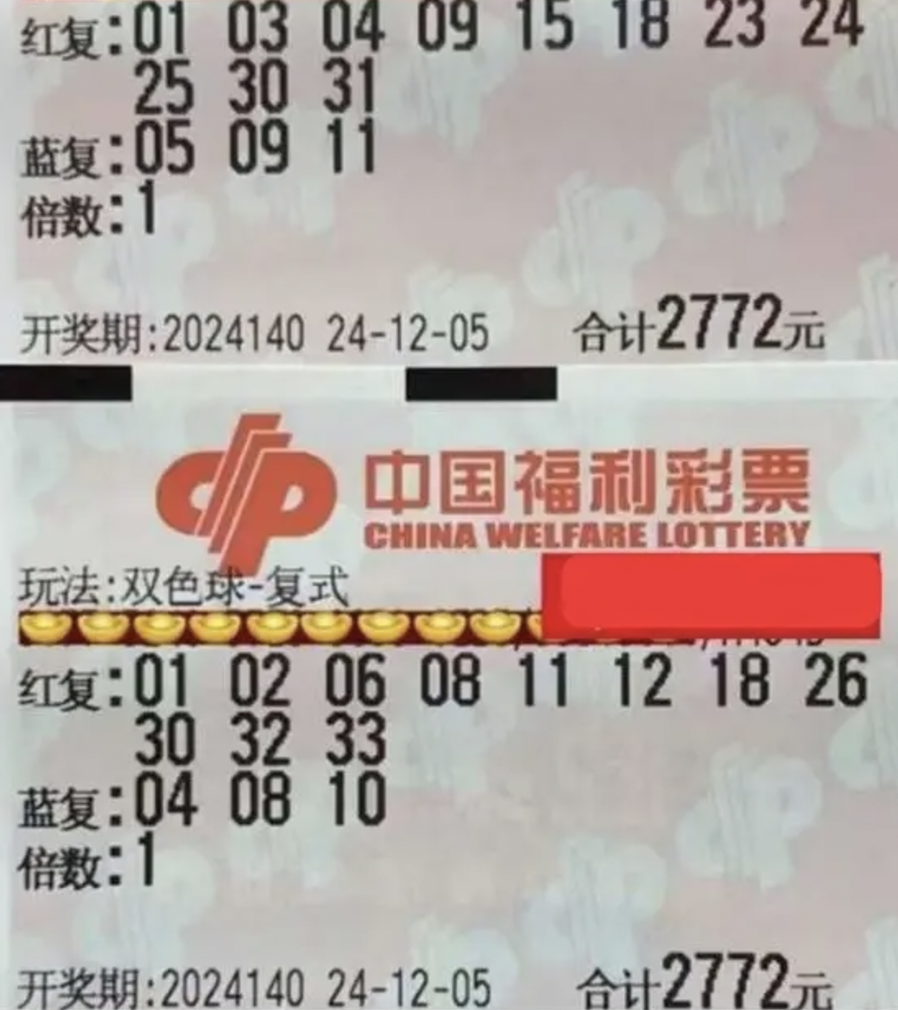 红复:01 03 04 09 15 18 23 24
25 30 31
蓝复:05 09 11
倍数:1
开奖期:2024140 24-12-05 合计2772元
中国福利彩票
CHINA WELFARE LOTTERY
玩法:双色球-复式
红复:01 02 06 08 11 12 18 26
30 32 33
蓝复:04 08 10
倍数:1
开奖期:2024140 24-12-05 合计2772元